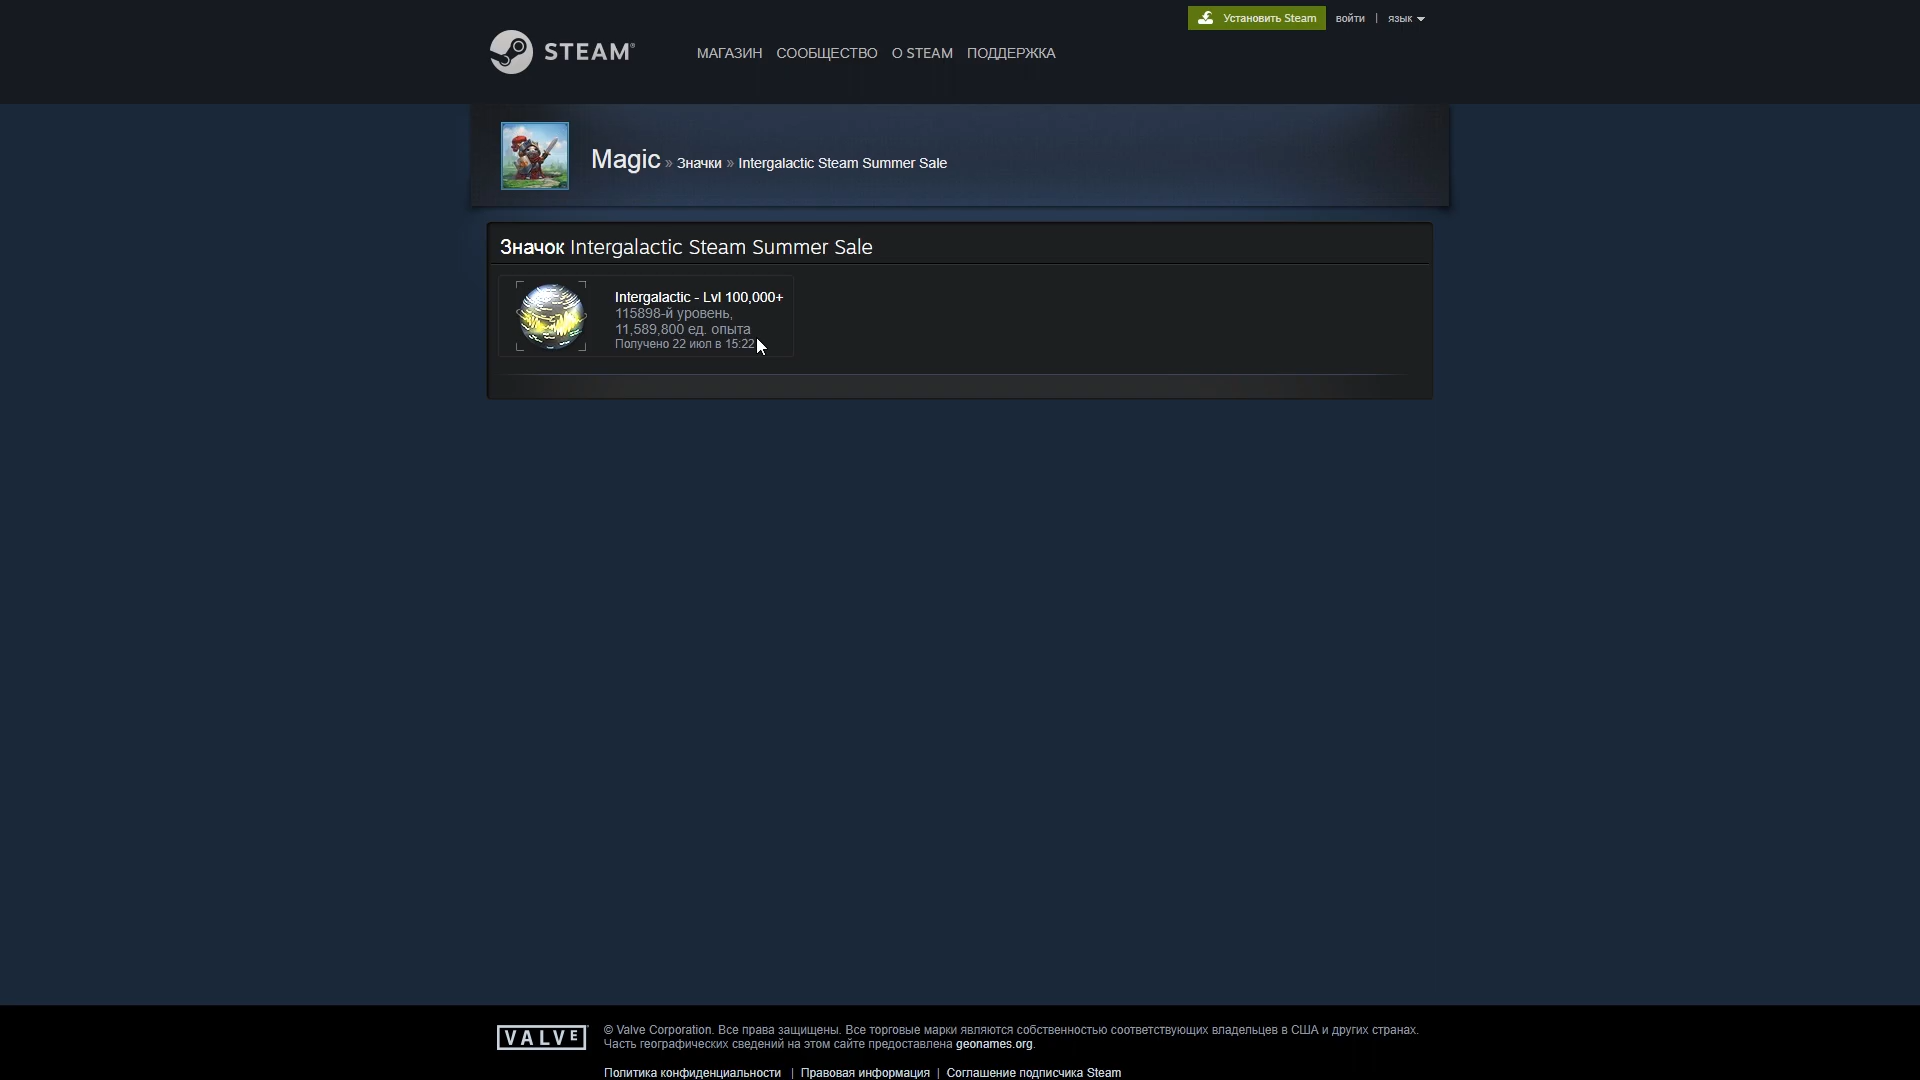 Установить Steam войти | язык
STEAM®
МАГАЗИН СООБЩЕСТВО О STEAM ПОДДЕРЖКА
Magic » Значки » Intergalactic Steam Summer Sale
Значок Intergalactic Steam Summer Sale
Intergalactic - Lvl 100,000+
115898-й уровень,
11,589,800 ед. опыта
Получено 22 июл в 15:22
VALVE
© Valve Corporation. Все права защищены. Все торговые марки являются собственностью соответствующих владельцев в США и других странах.
Часть географических сведений на этом сайте предоставлена geonames.org.
Политика конфиденциальности | Правовая информация | Соглашение подписчика Steam